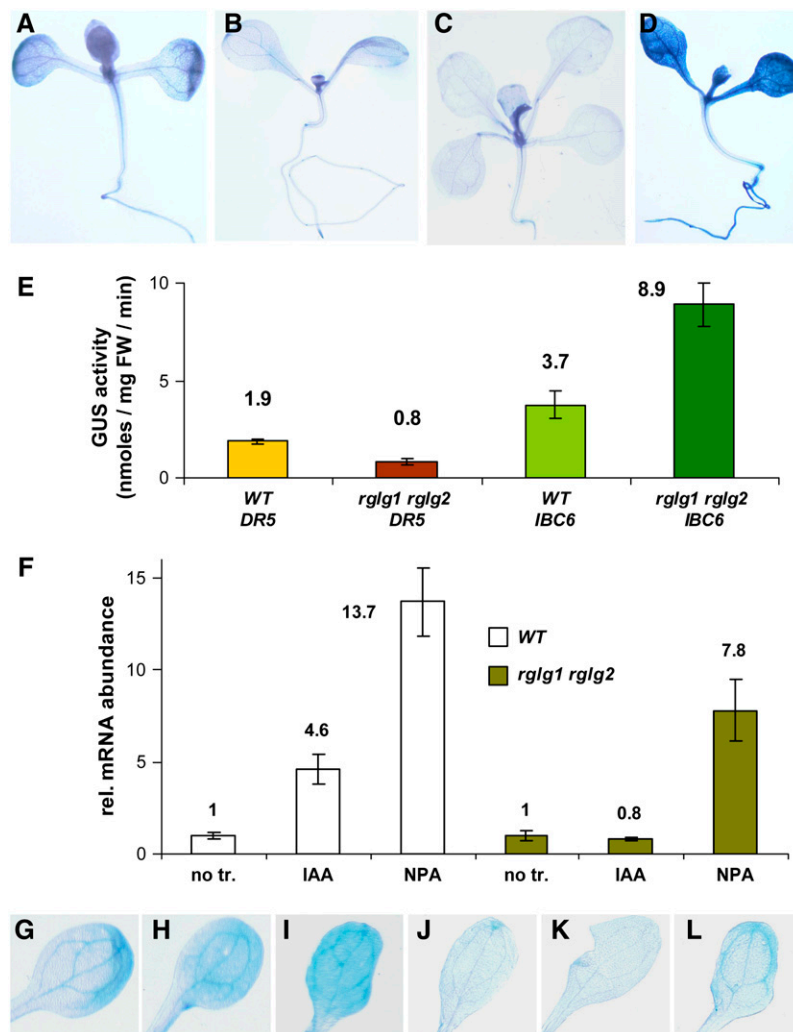 A B C D
E
GUS activity
(nmoles / mg FW / min)
10
5
0
1.9
0.8
3.7
8.9
WT
DR5
rglg1 rglg2
DR5
WT
IBC6
rglg1 rglg2
IBC6
F
rel. mRNA abundance
15
10
5
0
1
4.6
13.7
1
0.8
7.8
WT
rglg1 rglg2
no tr. IAA NPA no tr. IAA NPA
G H I J K L